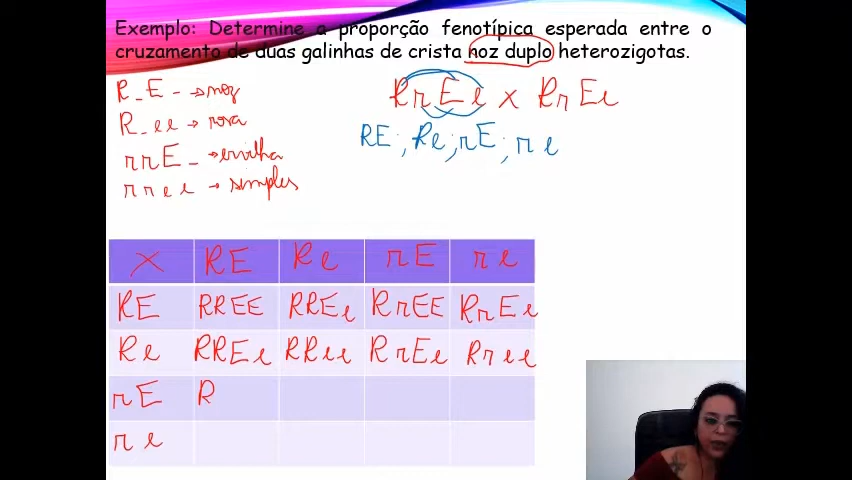 Exemplo: Determine a proporção fenotípica esperada entre o
cruzamento de duas galinhas de crista noz duplo heterozigotas.
R_E_ → noz
R_ee → rosa
rrE_ → ervilha
rree → simples
RrEe x RrEe
RE; Re; rE; re
x RE Re rE re
RE RREE RREe RrEE RrEe
Re RREe RRee RrEe Rree
rE R
re